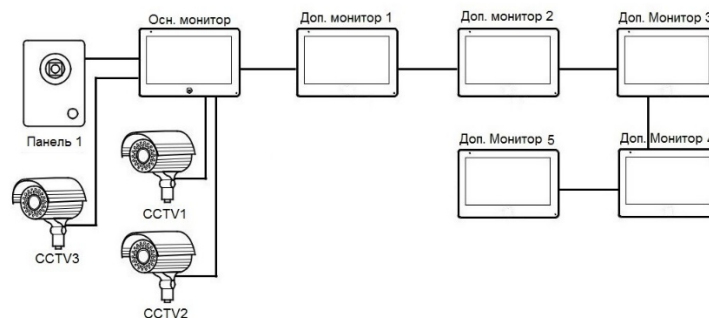 Осн. монитор
Доп. монитор 1
Доп. монитор 2
Доп. Монитор 3
Панель 1
Доп. Монитор 5
Доп. Монитор 4
CCTV1
CCTV3
CCTV2